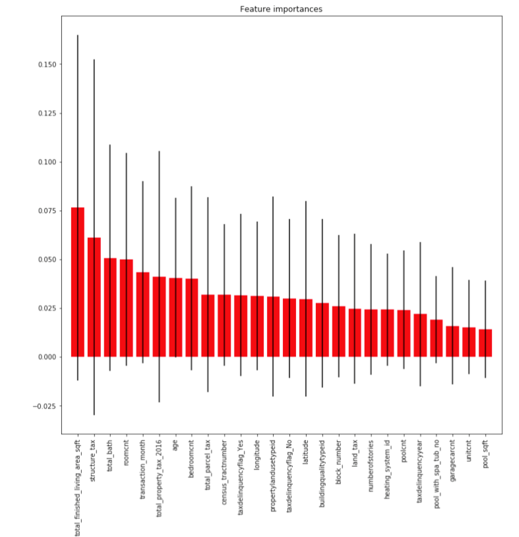 Feature importances
0.150
0.125
0.100
0.075
0.050
0.025
0.000
−0.025
total_finished_living_area_sqft
structure_tax
total_bath
roomcnt
transaction_month
total_property_tax_2016
age
bedroomcnt
total_parcel_tax
census_tractnumber
taxdelinquencyflag_Yes
longitude
propertylandusetypeid
taxdelinquencyflag_No
latitude
buildingqualitytypeid
block_number
land_tax
numberofstories
heating_system_id
poolcnt
taxdelinquencyyear
pool_with_spa_tub_no
garagecarcnt
unitcnt
pool_sqft